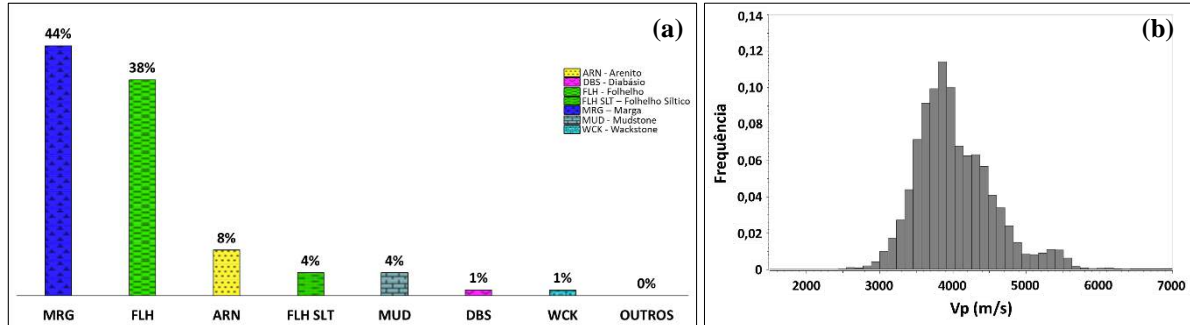 (a)
44%
38%
8%
4%
4%
1%
1%
0%
ARN - Arenito
DBS - Diabásio
FLH - Folhelho
FLH SLT – Folhelho Síltico
MRG – Marga
MUD - Mudstone
WCK - Wackstone
MRG FLH ARN FLH SLT MUD DBS WCK OUTROS
(b)
Frequência
0,14
0,12
0,10
0,08
0,06
0,04
0,02
0
2000 3000 4000 5000 6000 7000
Vp (m/s)